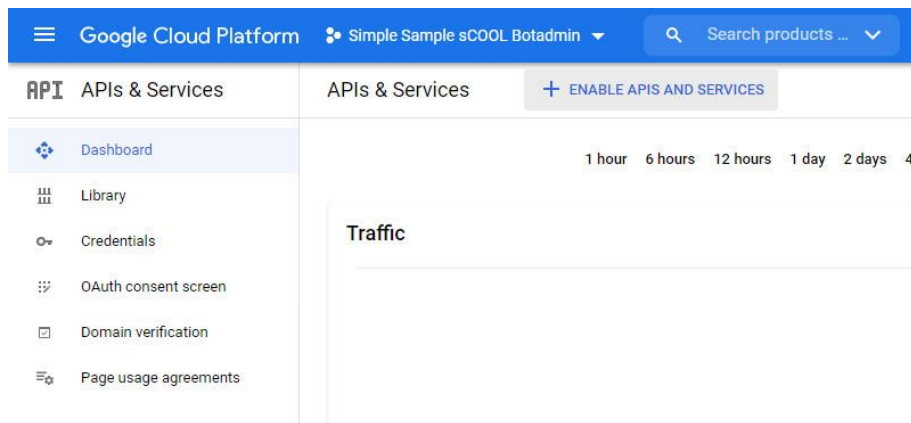 Google Cloud Platform Simple Sample sCOOL Botadmin Search products ...
API APIs & Services APIs & Services + ENABLE APIS AND SERVICES
Dashboard 1 hour 6 hours 12 hours 1 day 2 days 4
Library
Traffic
Credentials
OAuth consent screen
Domain verification
Page usage agreements